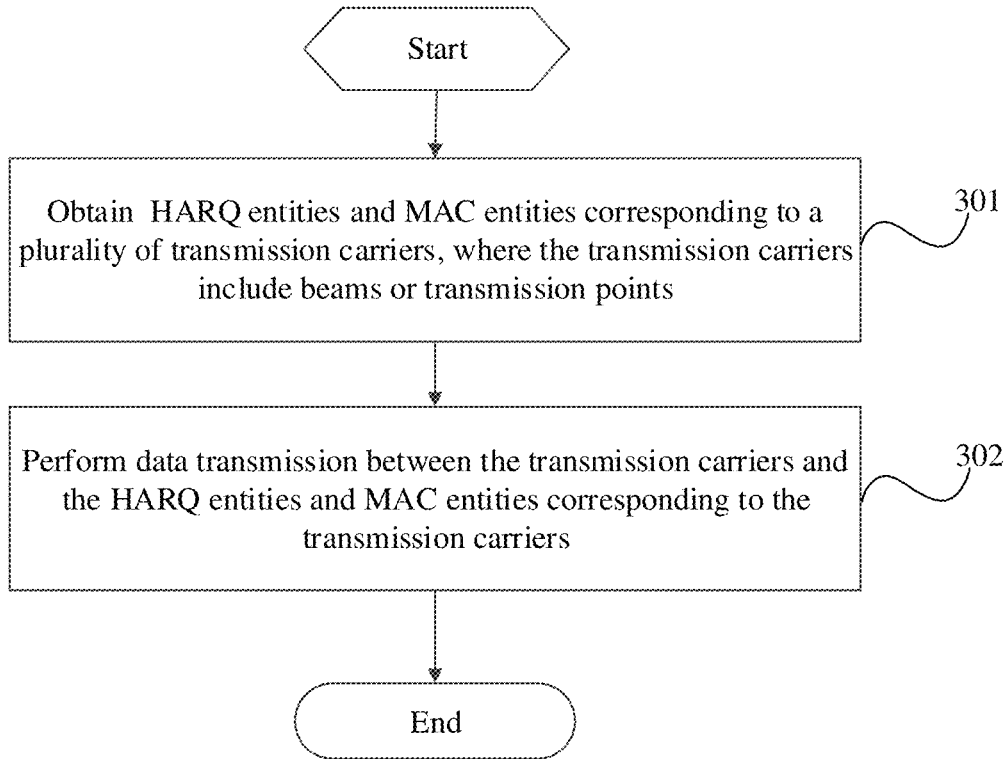 Start
Obtain HARQ entities and MAC entities corresponding to a
plurality of transmission carriers, where the transmission carriers
include beams or transmission points
301
Perform data transmission between the transmission carriers and
the HARQ entities and MAC entities corresponding to the
transmission carriers
302
End